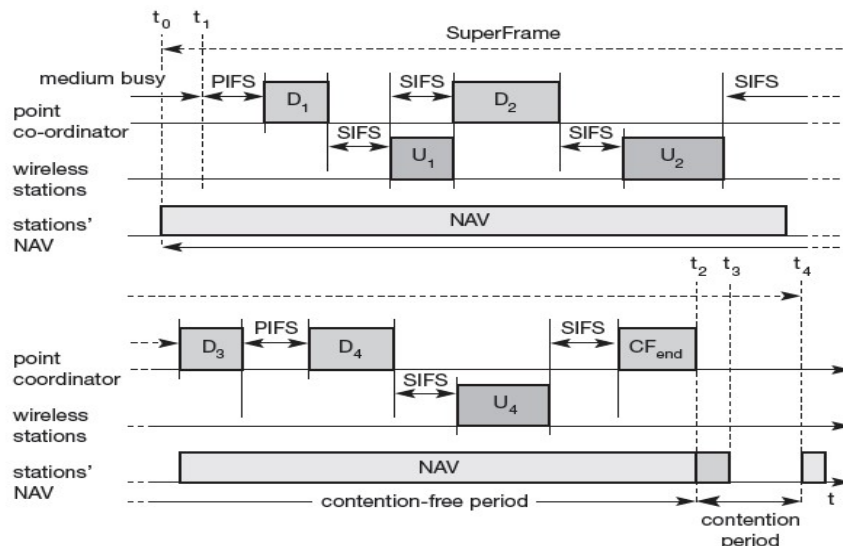 t0 t1
SuperFrame
medium busy PIFS D1 SIFS D2 SIFS
point
co-ordinator
SIFS U1 SIFS U2
wireless
stations
stations'
NAV
NAV
t2 t3 t4
D3 PIFS D4 SIFS CFend
point
coordinator
SIFS U4
wireless
stations
stations'
NAV
NAV
contention-free period
t
contention
period